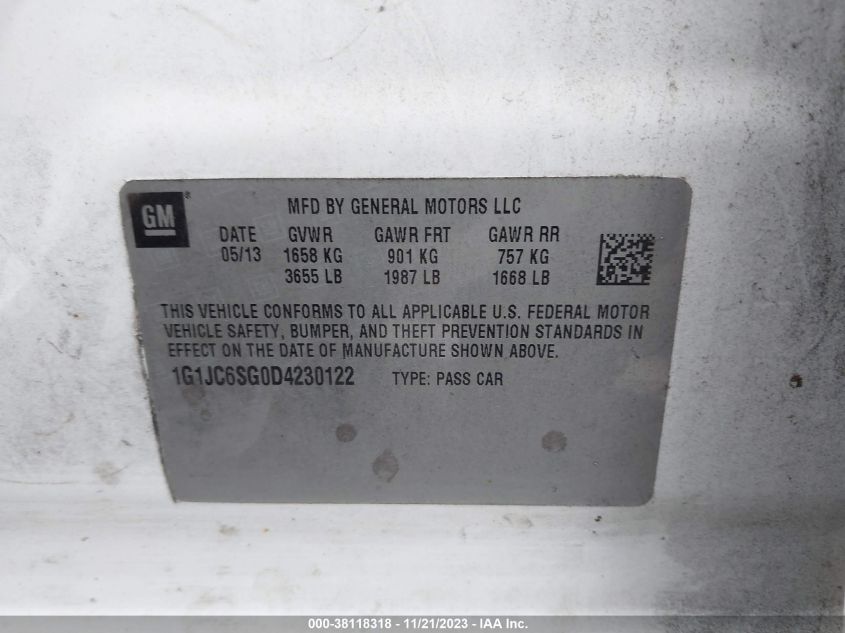 GM®
MFD BY GENERAL MOTORS LLC
DATE GVWR GAWR FRT GAWR RR
05/13 1658 KG 901 KG 757 KG
3655 LB 1987 LB 1668 LB
THIS VEHICLE CONFORMS TO ALL APPLICABLE U.S. FEDERAL MOTOR
VEHICLE SAFETY, BUMPER, AND THEFT PREVENTION STANDARDS IN
EFFECT ON THE DATE OF MANUFACTURE SHOWN ABOVE.
1G1JC6SG0D4230122 TYPE: PASS CAR
000-38118318 - 11/21/2023 - IAA Inc.